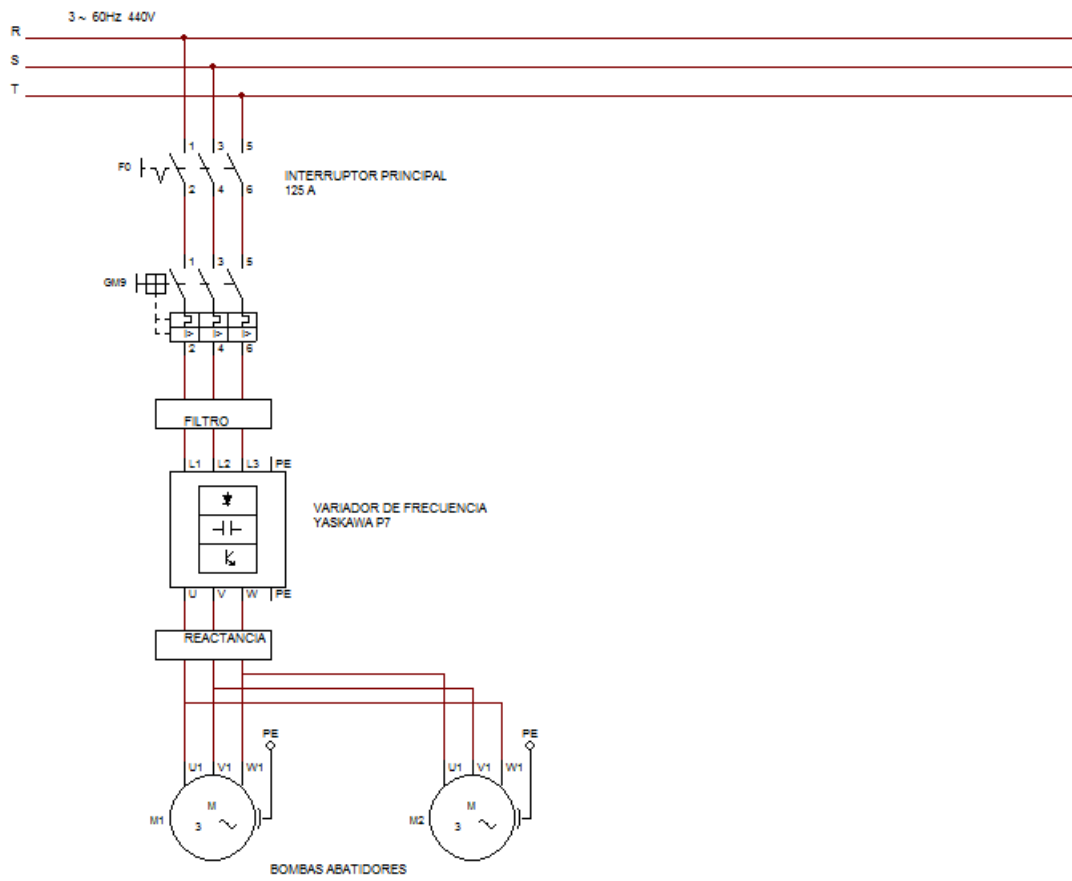 3 ~ 60Hz 440V
R
S
T
1 3 5
F0
2 4 6
INTERRUPTOR PRINCIPAL
125 A
1 3 5
GM9
I> I> I>
2 4 6
FILTRO
L1 L2 L3 PE
VARIADOR DE FRECUENCIA
YASKAWA P7
U V W PE
REACTANCIA
PE PE
U1 V1 W1 U1 V1 W1
M1 M 3 ~ M2 M 3 ~
BOMBAS ABATIDORES